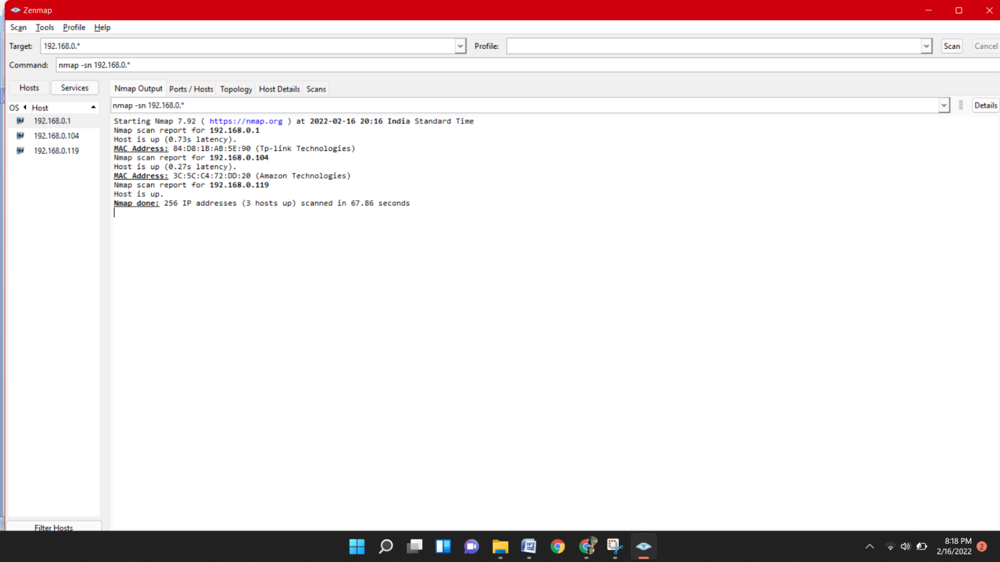 Zenmap
Scan Tools Profile Help
Target: 192.168.0.* Profile: Scan Cancel
Command: nmap -sn 192.168.0.*
Hosts Services Nmap Output Ports / Hosts Topology Host Details Scans
OS Host nmap -sn 192.168.0.* Details
192.168.0.1
192.168.0.104
192.168.0.119
Starting Nmap 7.92 ( https://nmap.org ) at 2022-02-16 20:16 India Standard Time
Nmap scan report for 192.168.0.1
Host is up (0.73s latency).
MAC Address: 84:D8:1B:AB:5E:90 (Tp-link Technologies)
Nmap scan report for 192.168.0.104
Host is up (0.27s latency).
MAC Address: 3C:5C:C4:72:DD:20 (Amazon Technologies)
Nmap scan report for 192.168.0.119
Host is up.
Nmap done: 256 IP addresses (3 hosts up) scanned in 67.86 seconds
Filter Hosts
8:18 PM
2/16/2022 2